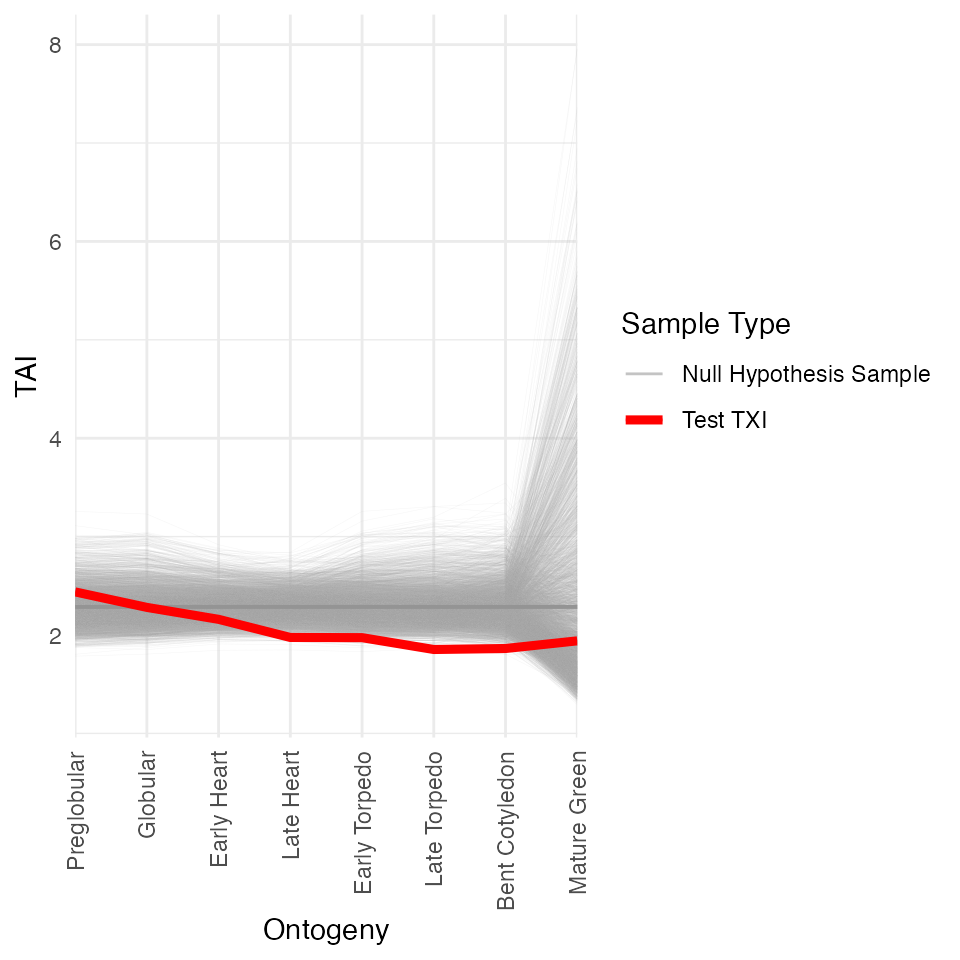 8
6
4
2
TAI
Preglobular
Globular
Early Heart
Late Heart
Early Torpedo
Late Torpedo
Bent Cotyledon
Mature Green
Ontogeny
Sample Type
Null Hypothesis Sample
Test TXI